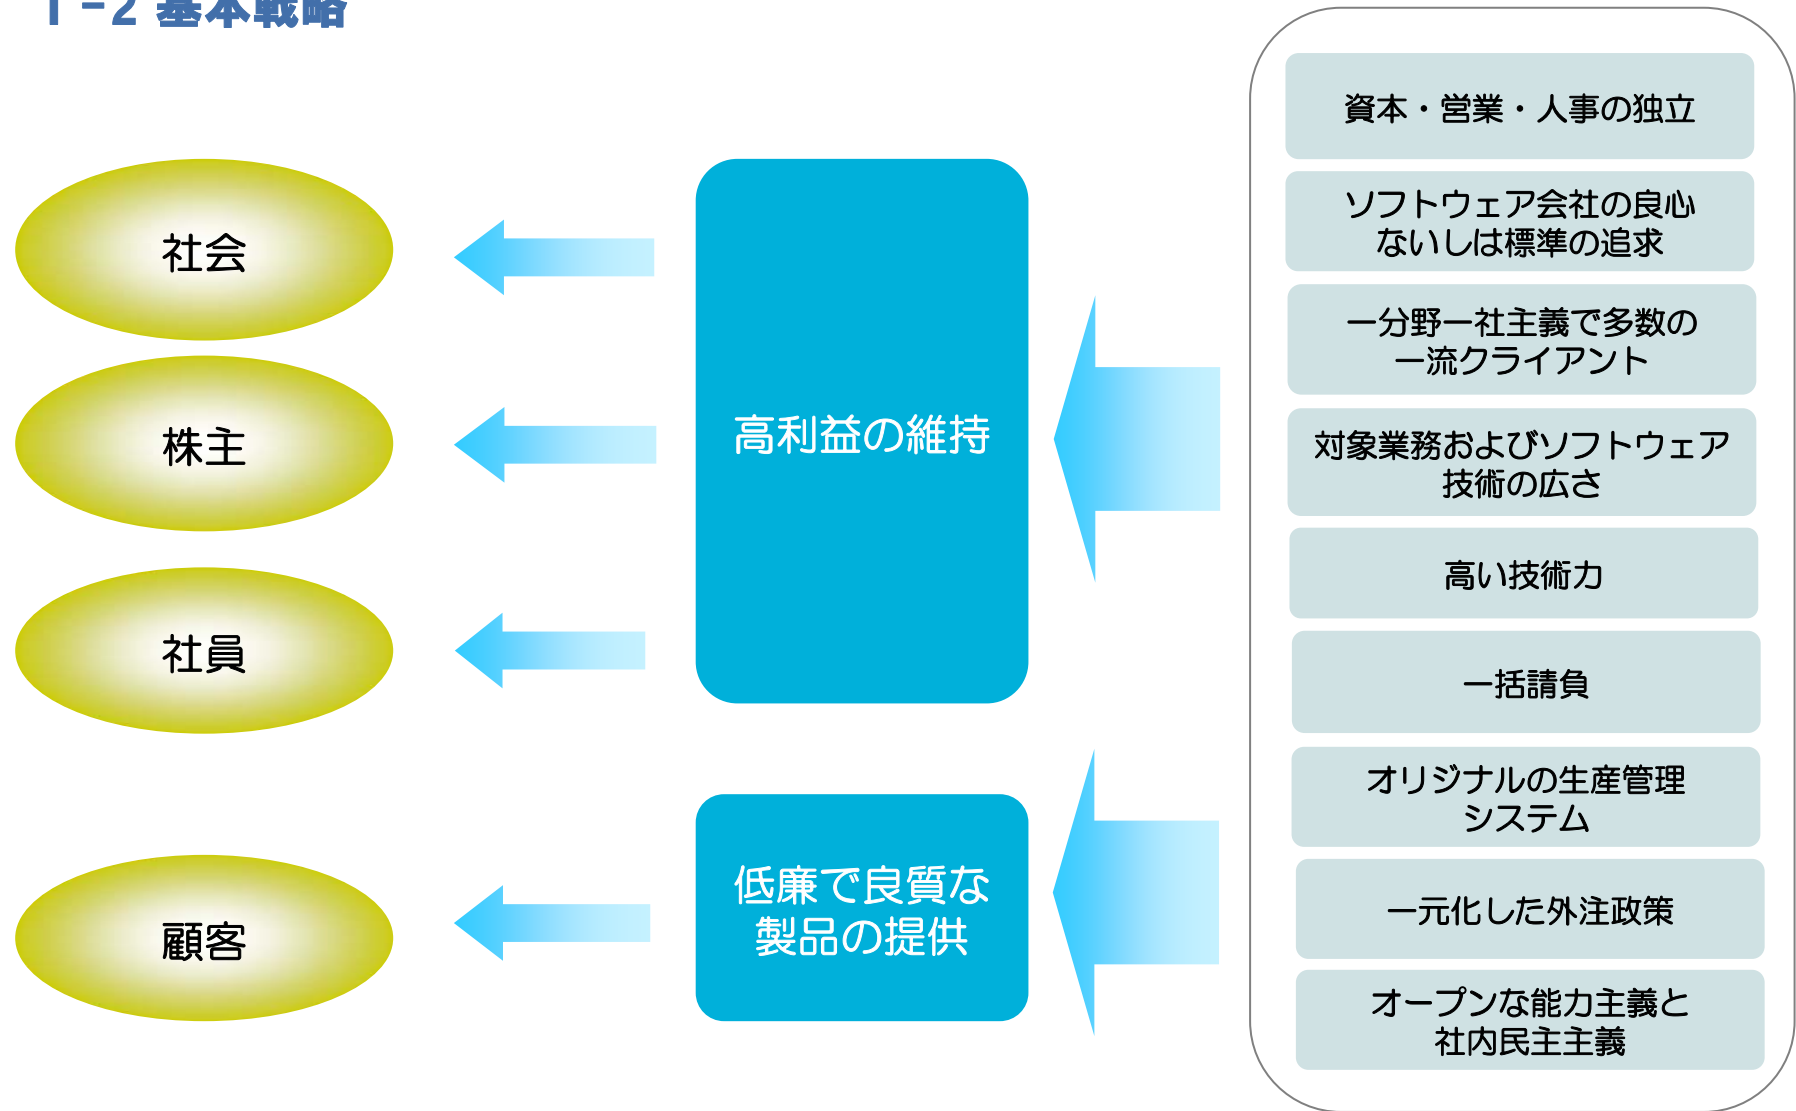 1-2 基本戦略
社会
株主
社員
顧客
高利益の維持
低廉で良質な
製品の提供
資本・営業・人事の独立
ソフトウェア会社の良心
ないしは標準の追求
一分野一社主義で多数の
一流クライアント
対象業務およびソフトウェア
技術の広さ
高い技術力
一括請負
オリジナルの生産管理
システム
一元化した外注政策
オープンな能力主義と
社内民主主義